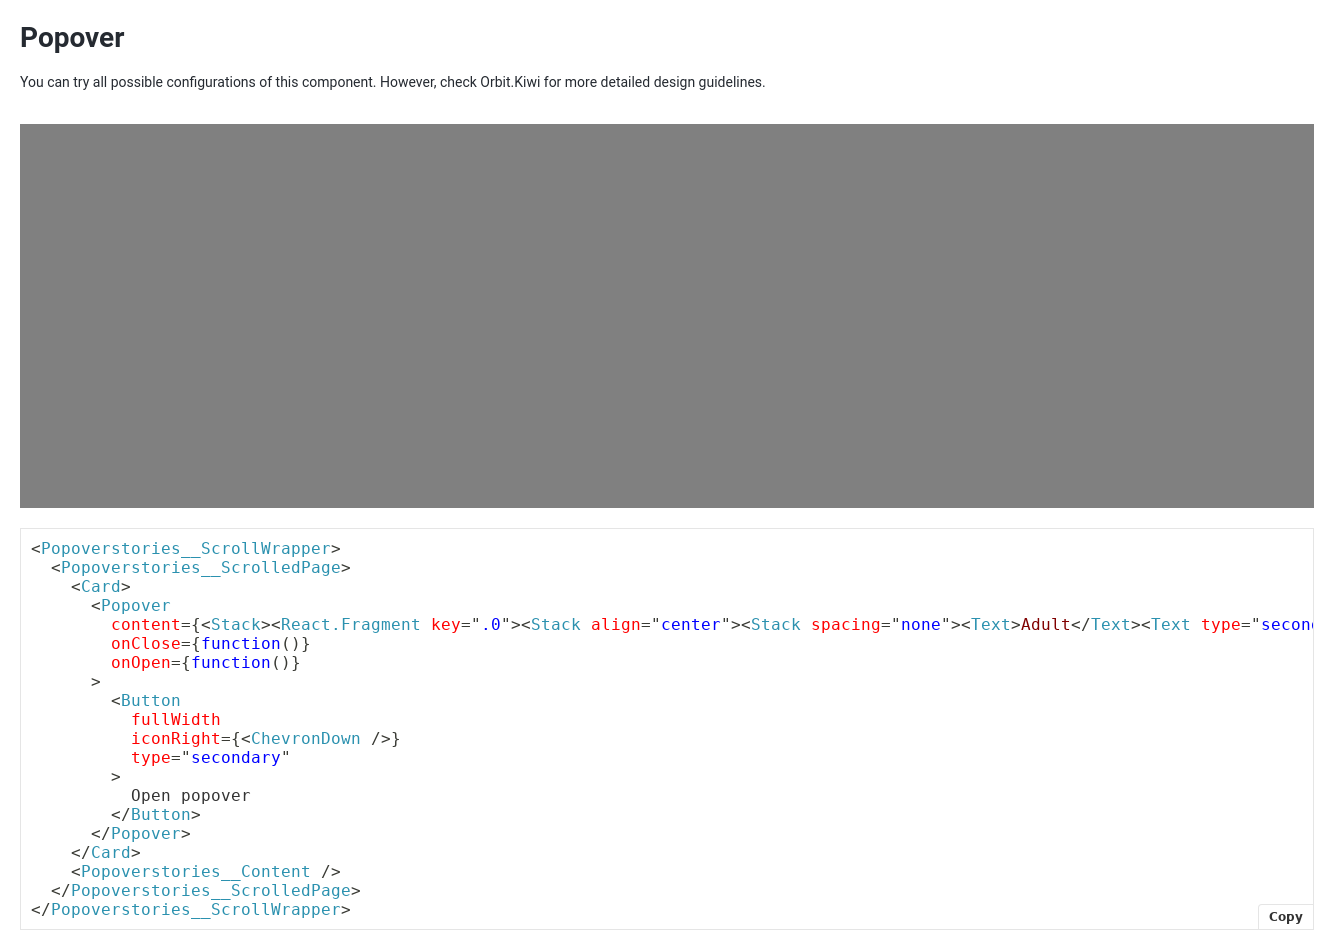 Popover
You can try all possible configurations of this component. However, check Orbit.Kiwi for more detailed design guidelines.
<Popoverstories__ScrollWrapper>
  <Popoverstories__ScrolledPage>
    <Card>
      <Popover
        content={<Stack><React.Fragment key=".0"><Stack align="center"><Stack spacing="none"><Text>Adult</Text><Text type="second
        onClose={function()}
        onOpen={function()}
      >
        <Button
          fullWidth
          iconRight={<ChevronDown />}
          type="secondary"
        >
          Open popover
        </Button>
      </Popover>
    </Card>
    <Popoverstories__Content />
  </Popoverstories__ScrolledPage>
</Popoverstories__ScrollWrapper>
Copy